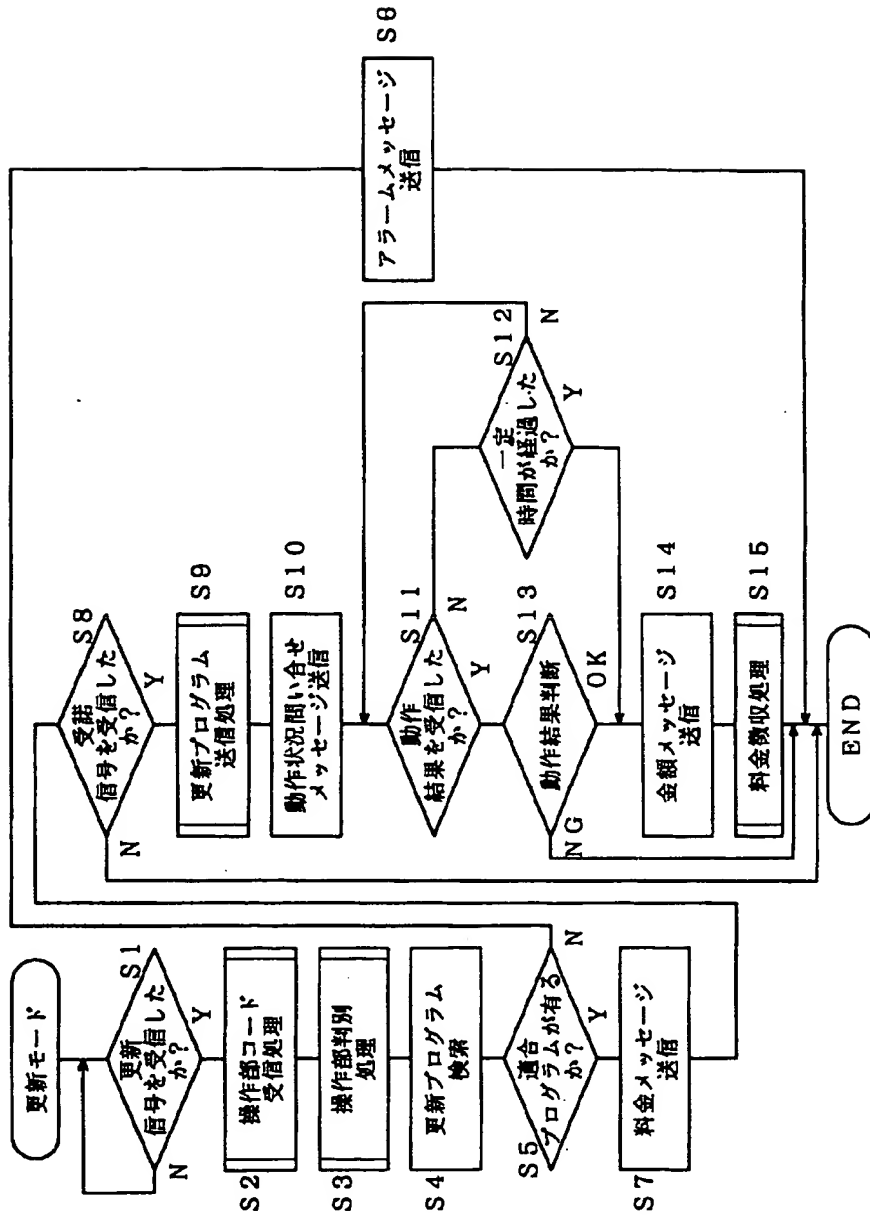 更新モード
更新
信号を受信した
か?
S1
N
Y
操作部コード
受信処理
S2
操作部判別
処理
S3
更新プログラム
検索
S4
適合
プログラムが有る
か?
S5
N
Y
料金メッセージ
送信
S7
受諾
信号を受信した
か?
S8
N
Y
更新プログラム
送信処理
S9
動作状況問い合せ
メッセージ送信
S10
動作
結果を受信した
か?
S11
N
Y
一定
時間が経過した
か?
S12
N
Y
動作結果判断
S13
NG
OK
金額メッセージ
送信
S14
料金徴収処理
S15
END
アラームメッセージ
送信
S6